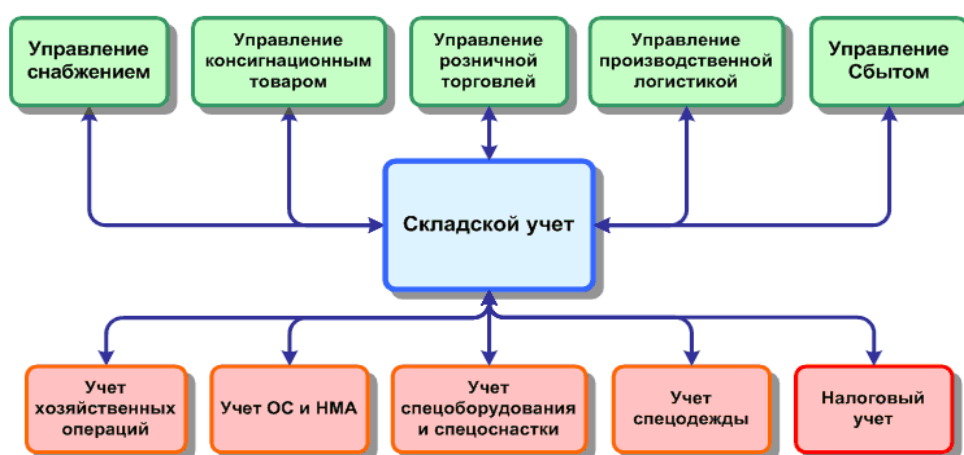 Управление
снабжением
Управление
консигнационным
товаром
Управление
розничной
торговлей
Управление
производственной
логистикой
Управление
Сбытом
Складской учет
Учет
хозяйственных
операций
Учет ОС и НМА
Учет
спецоборудования
и спецоснастки
Учет
спецодежды
Налоговый
учет